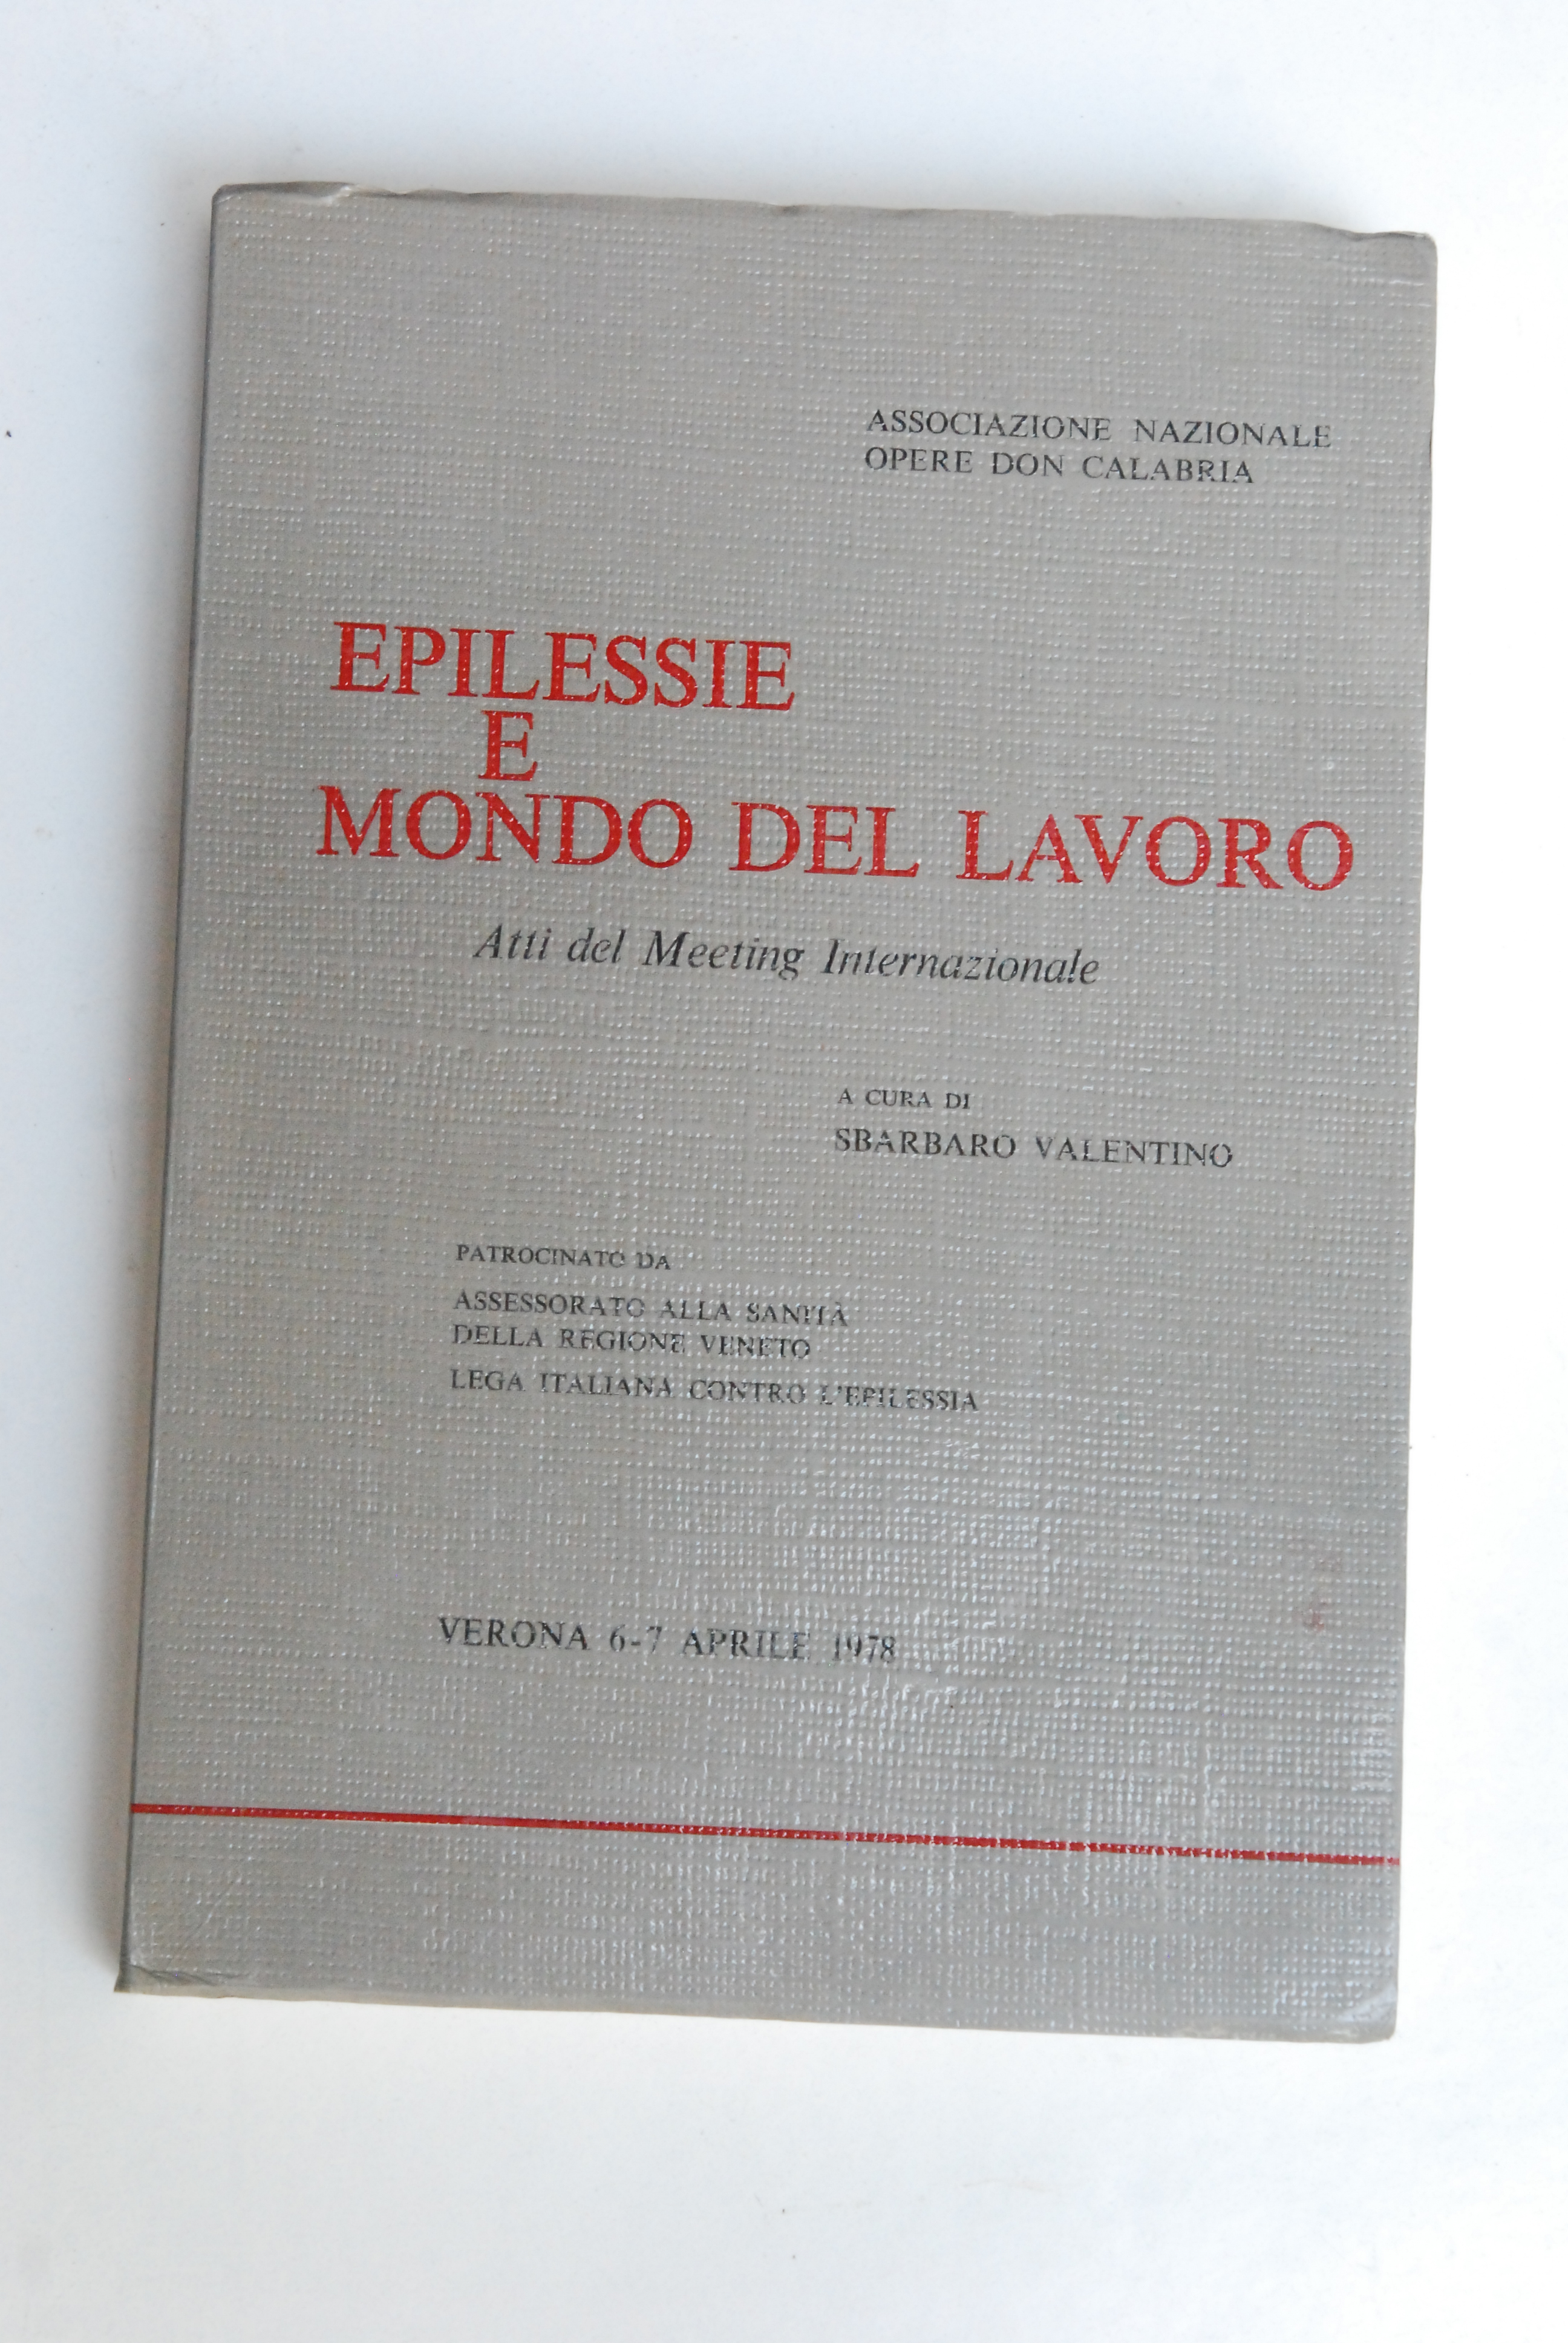 ASSOCIAZIONE NAZIONALE
OPERE DON CALABRIA
EPILESSIE
E
MONDO DEL LAVORO
Atti del Meeting Internazionale
A CURA DI
SBARBARO VALENTINO
PATROCINATO DA
ASSESSORATO ALLA SANITÀ
DELLA REGIONE VENETO
LEGA ITALIANA CONTRO L'EPILESSIA
VERONA 6-7 APRILE 1978